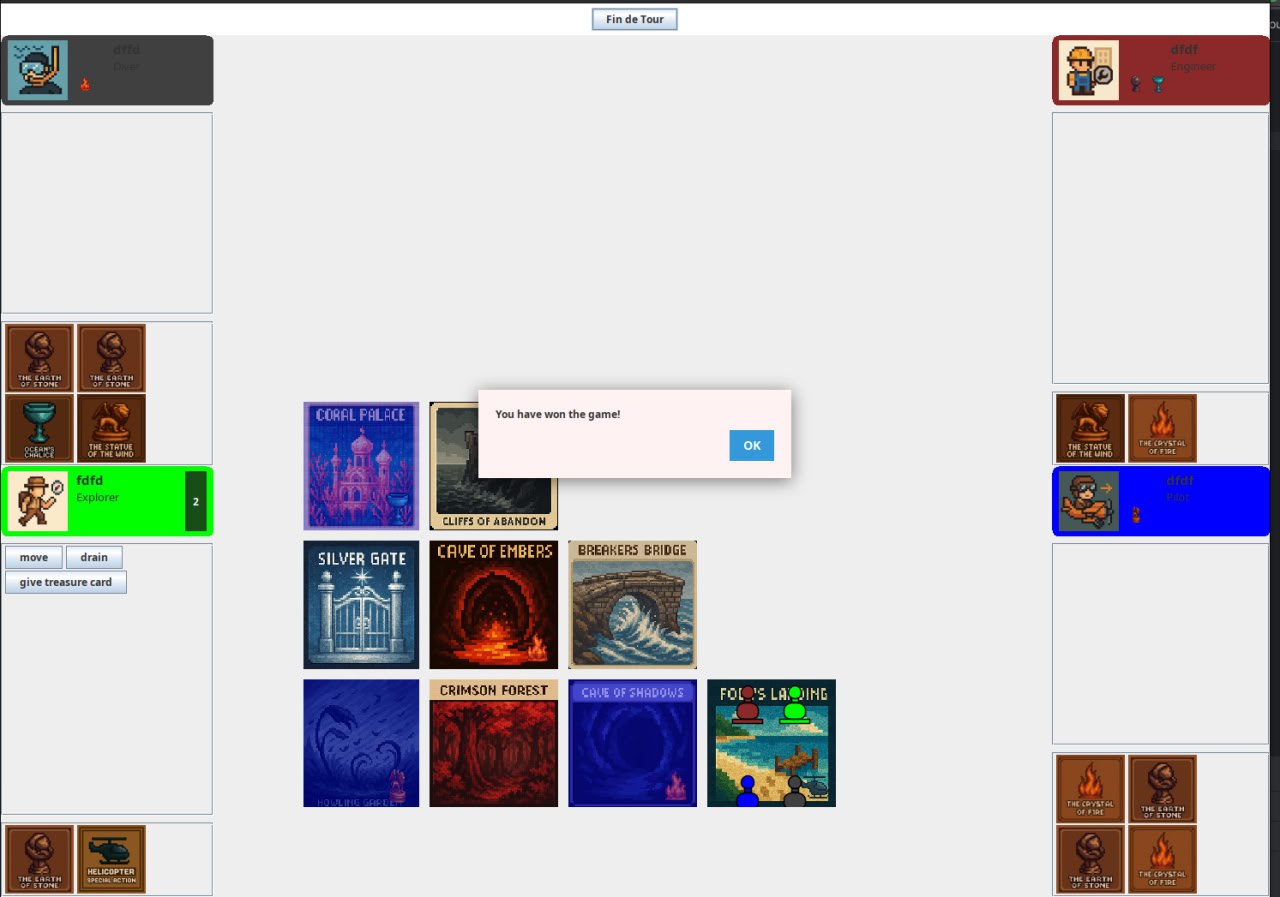 Fin de Tour
dffd
Diver
dfdf
Engineer
THE EARTH
OF STONE
THE EARTH
OF STONE
OCEAN'S
CHALICE
THE STATUE
OF THE WIND
THE STATUE
OF THE WIND
THE CRYSTAL
OF FIRE
fdfd
Explorer
2
dfdf
Pilot
move
drain
give treasure card
CORAL PALACE
CLIFFS OF ABANDON
You have won the game!
OK
SILVER GATE
CAVE OF EMBERS
BREAKERS BRIDGE
HOWLING GARDEN
CRIMSON FOREST
CAVE OF SHADOWS
LANDING
THE EARTH
OF STONE
HELICOPTER
SPECIAL ACTION
THE CRYSTAL
OF FIRE
THE EARTH
OF STONE
THE EARTH
OF STONE
THE CRYSTAL
OF FIRE